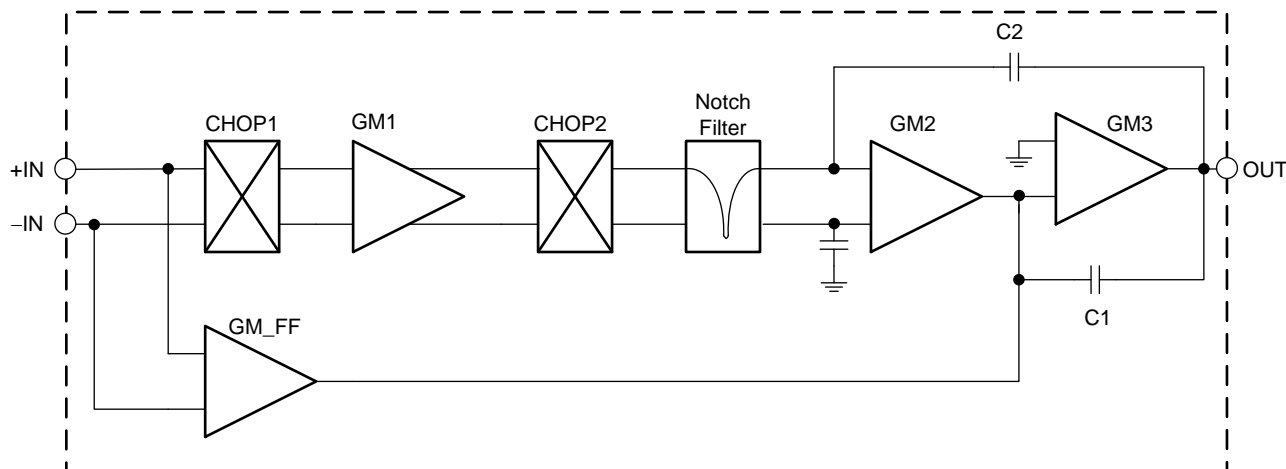 C2
Notch
Filter
CHOP1
GM1
CHOP2
GM2
GM3
+IN
OUT
−IN
C1
GM_FF